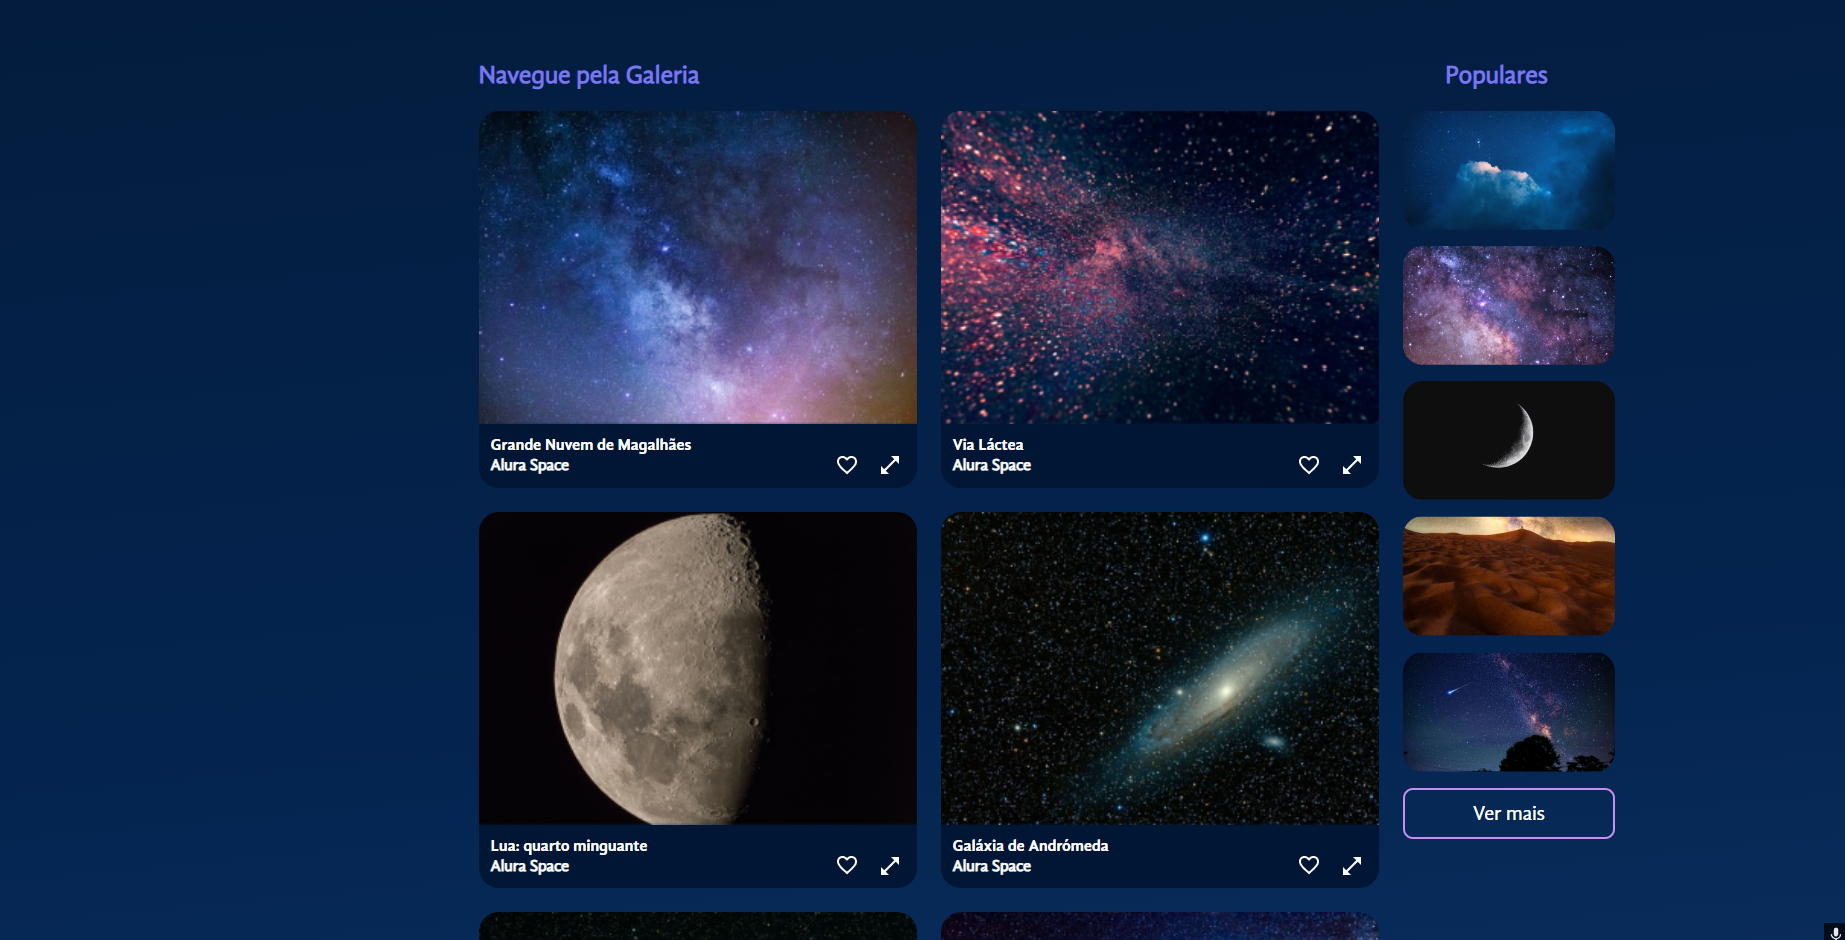 Navegue pela Galeria
Populares
Grande Nuvem de Magalhães
Alura Space
Via Láctea
Alura Space
Lua: quarto minguante
Alura Space
Galáxia de Andrómeda
Alura Space
Ver mais